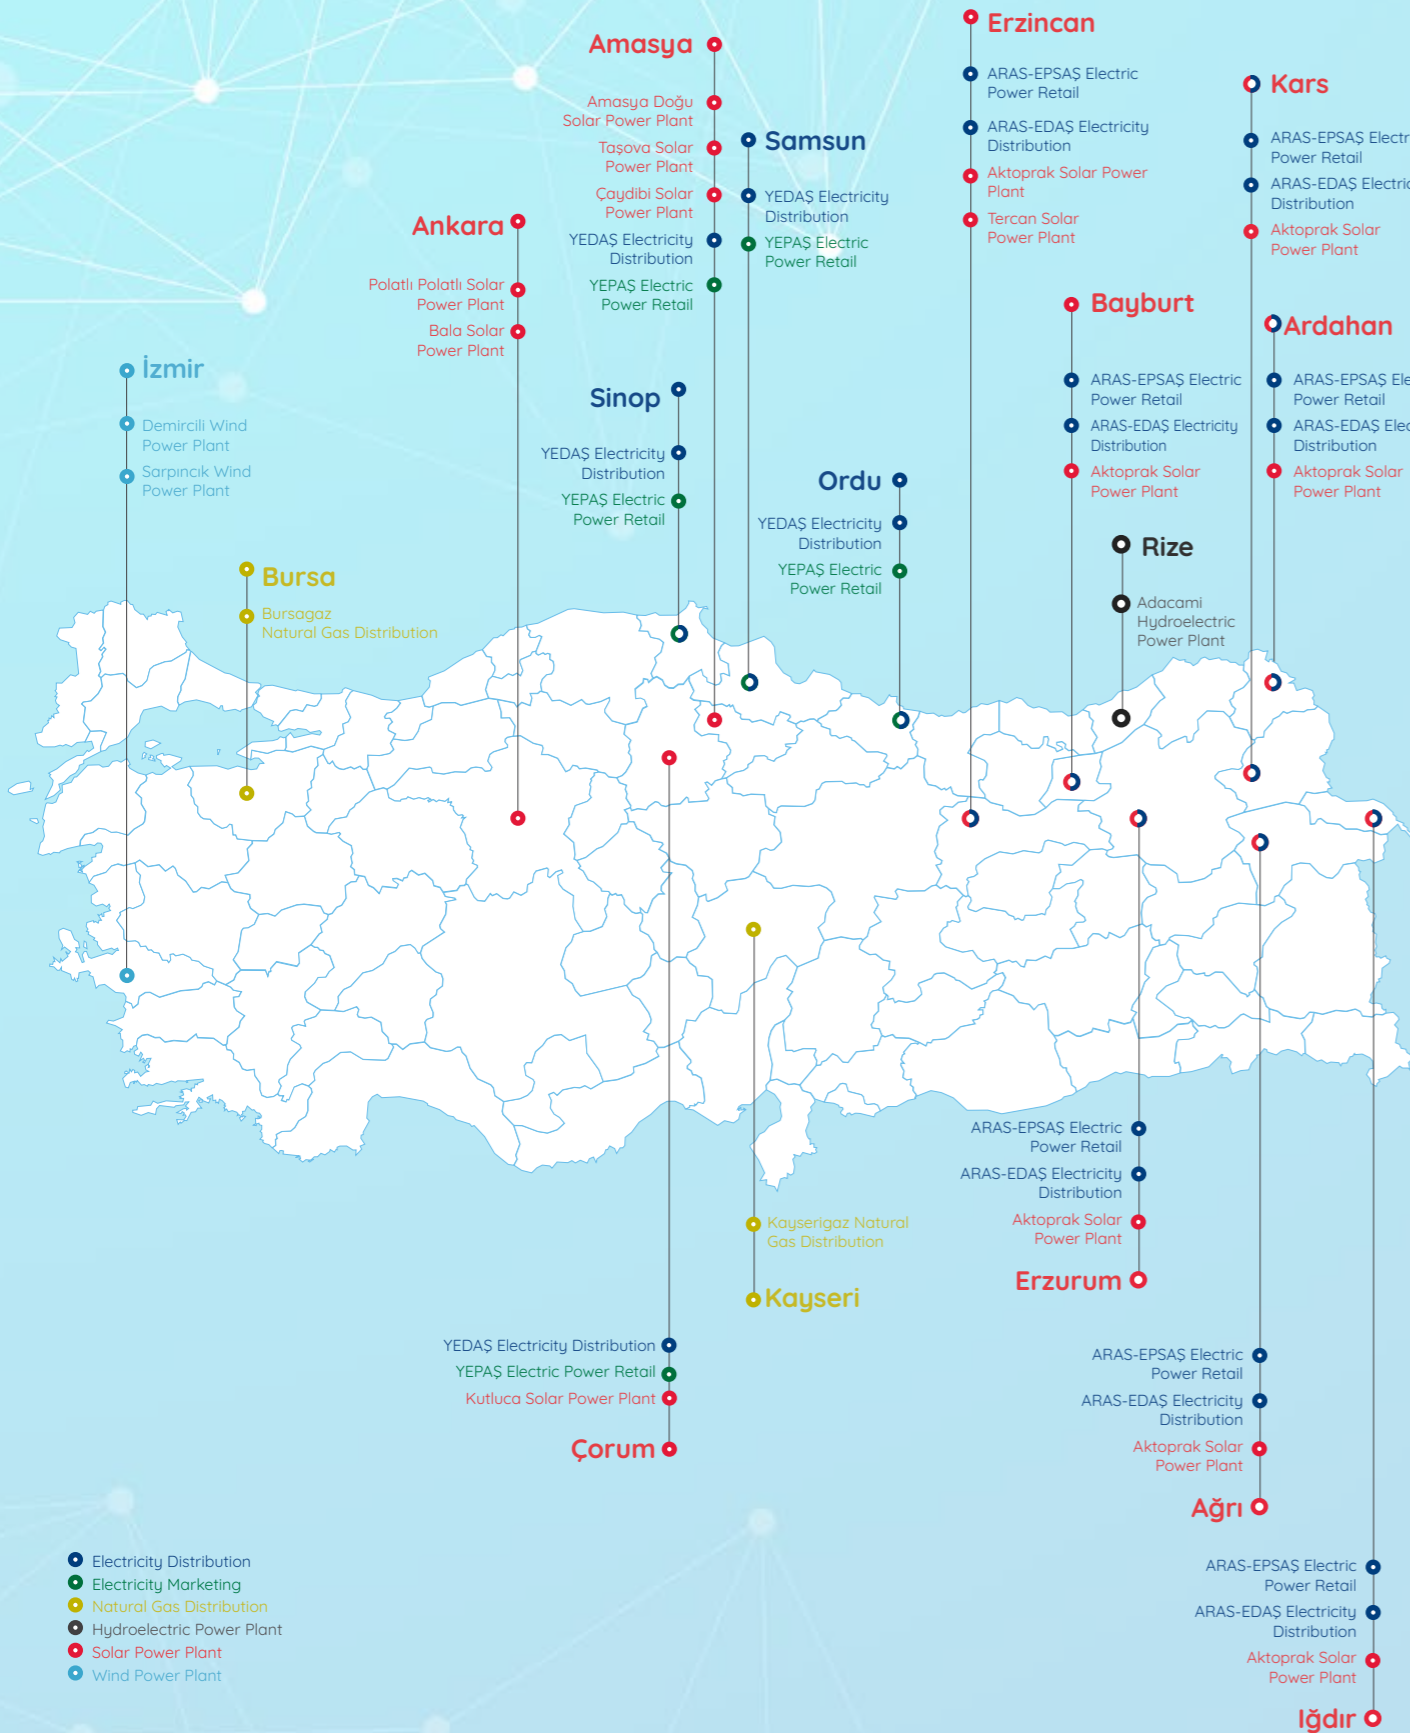 Erzincan
ARAS-EPSAŞ Electric
Power Retail
ARAS-EDAŞ Electricity
Distribution
Aktoprak Solar Power
Plant
Tercan Solar
Power Plant
Amasya
Amasya Doğu
Solar Power Plant
Taşova Solar
Power Plant
Çaydibi Solar
Power Plant
YEDAŞ Electricity
Distribution
YEPAŞ Electric
Power Retail
Kars
ARAS-EPSAŞ Electr
Power Retail
ARAS-EDAŞ Electric
Distribution
Aktoprak Solar
Power Plant
Samsun
YEDAŞ Electricity
Distribution
YEPAŞ Electric
Power Retail
Ankara
Polatlı Polatlı Solar
Power Plant
Bala Solar
Power Plant
Bayburt
ARAS-EPSAŞ Electric
Power Retail
ARAS-EDAŞ Electricity
Distribution
Aktoprak Solar
Power Plant
Ardahan
ARAS-EPSAŞ Ele
Power Retail
ARAS-EDAŞ Elec
Distribution
Aktoprak Solar
Power Plant
İzmir
Demircili Wind
Power Plant
Sarpıncık Wind
Power Plant
Sinop
YEDAŞ Electricity
Distribution
YEPAŞ Electric
Power Retail
Ordu
YEDAŞ Electricity
Distribution
YEPAŞ Electric
Power Retail
Rize
Adacami
Hydroelectric
Power Plant
Bursa
Bursagaz
Natural Gas Distribution
ARAS-EPSAŞ Electric
Power Retail
ARAS-EDAŞ Electricity
Distribution
Aktoprak Solar
Power Plant
Erzurum
Kayserigaz Natural
Gas Distribution
Kayseri
YEDAŞ Electricity Distribution
YEPAŞ Electric Power Retail
Kutluca Solar Power Plant
Çorum
ARAS-EPSAŞ Electric
Power Retail
ARAS-EDAŞ Electricity
Distribution
Aktoprak Solar
Power Plant
Ağrı
ARAS-EPSAŞ Electric
Power Retail
ARAS-EDAŞ Electricity
Distribution
Aktoprak Solar
Power Plant
Iğdır
Electricity Distribution
Electricity Marketing
Natural Gas Distribution
Hydroelectric Power Plant
Solar Power Plant
Wind Power Plant